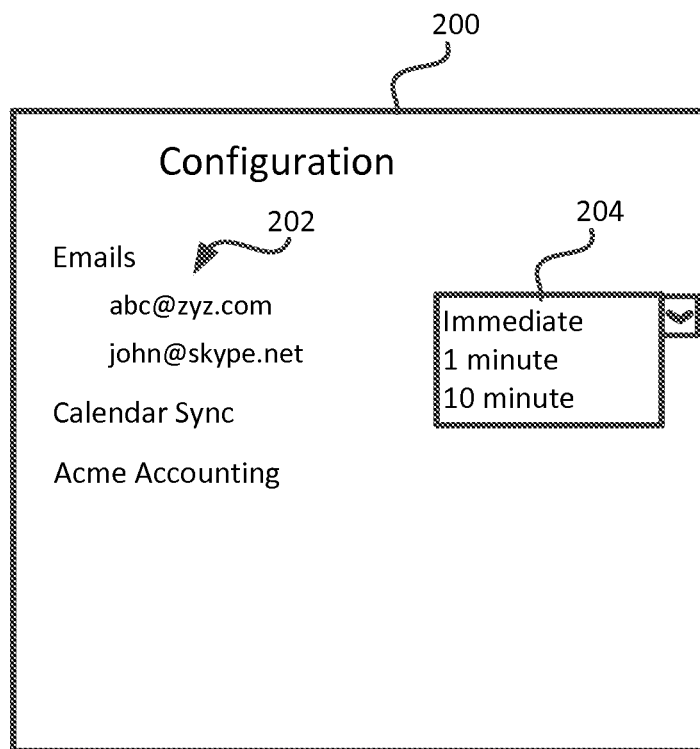 200
Configuration
202
204
Emails
abc@zyz.com
Immediate
john@skype.net
1 minute
10 minute
Calendar Sync
Acme Accounting